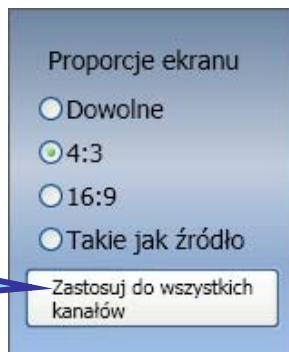 Proporcje ekranu
Dowolne
4:3
16:9
Takie jak źródło
Zastosuj do wszystkich
kanałów